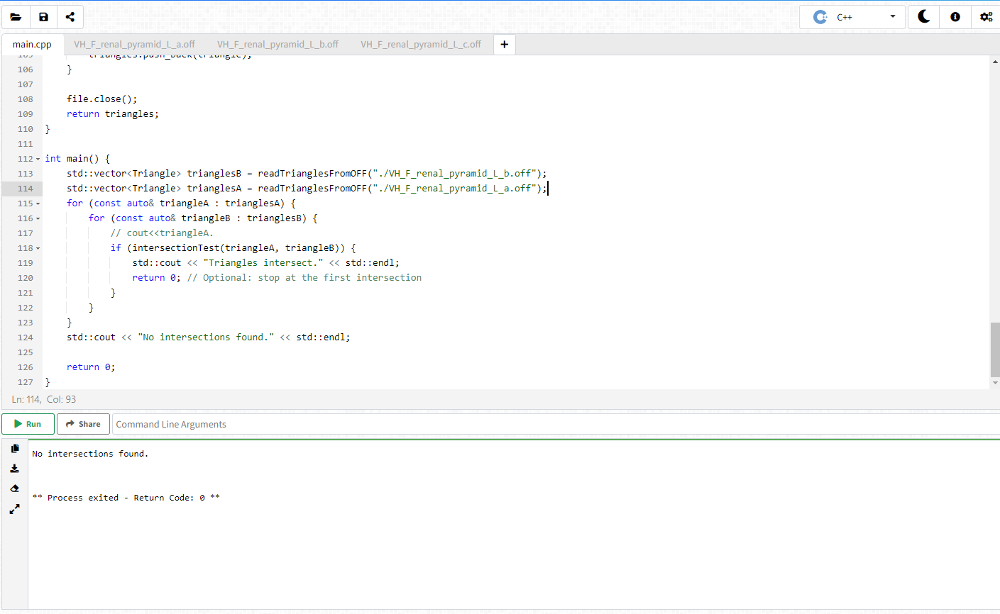 C++
main.cpp VH_F_renal_pyramid_L_a.off VH_F_renal_pyramid_L_b.off VH_F_renal_pyramid_L_c.off +
105 triangles.push_back(triangle);
106 }
107
108 file.close();
109 return triangles;
110 }
111
112 int main() {
113 std::vector<Triangle> trianglesB = readTrianglesFromOFF("./VH_F_renal_pyramid_L_b.off");
114 std::vector<Triangle> trianglesA = readTrianglesFromOFF("./VH_F_renal_pyramid_L_a.off");
115 for (const auto& triangleA : trianglesA) {
116 for (const auto& triangleB : trianglesB) {
117 // cout<<triangleA.
118 if (intersectionTest(triangleA, triangleB)) {
119 std::cout << "Triangles intersect." << std::endl;
120 return 0; // Optional: stop at the first intersection
121 }
122 }
123 }
124 std::cout << "No intersections found." << std::endl;
125
126 return 0;
127 }
Ln: 114, Col: 93
Run Share Command Line Arguments
No intersections found.
** Process exited - Return Code: 0 **